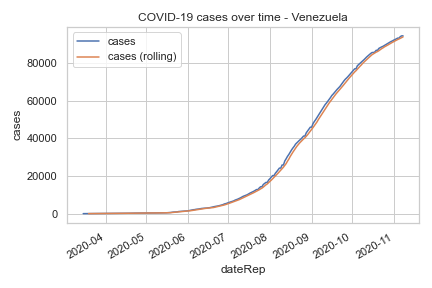 COVID-19 cases over time - Venezuela
cases
cases (rolling)
80000
60000
40000
20000
0
cases
2020-04
2020-05
2020-06
2020-07
2020-08
2020-09
2020-10
2020-11
dateRep